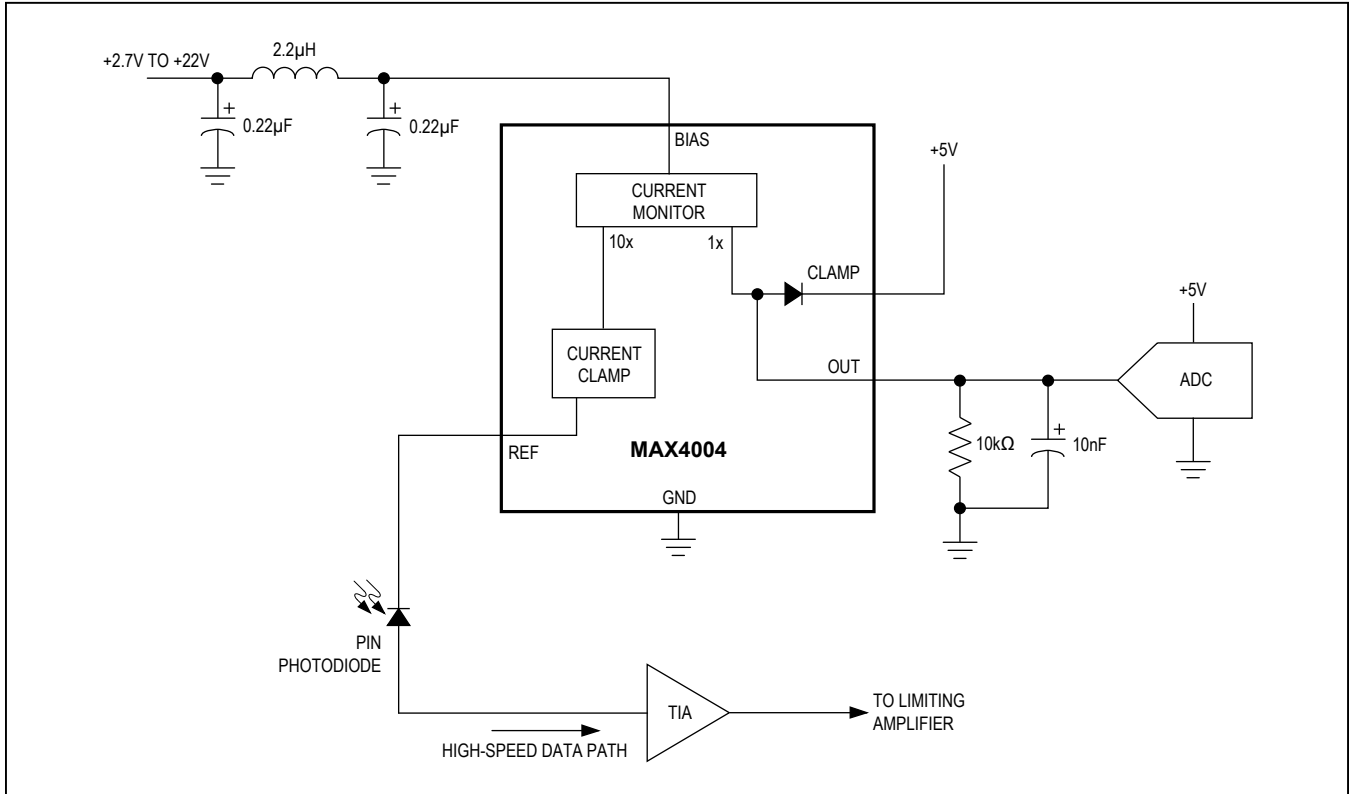 +2.7V TO +22V
2.2µH
+
0.22µF
+
0.22µF
BIAS
CURRENT
MONITOR
10x
1x
+5V
CLAMP
CURRENT
CLAMP
OUT
+5V
ADC
REF
MAX4004
10kΩ
+
10nF
GND
PIN
PHOTODIODE
TIA
TO LIMITING
AMPLIFIER
HIGH-SPEED DATA PATH